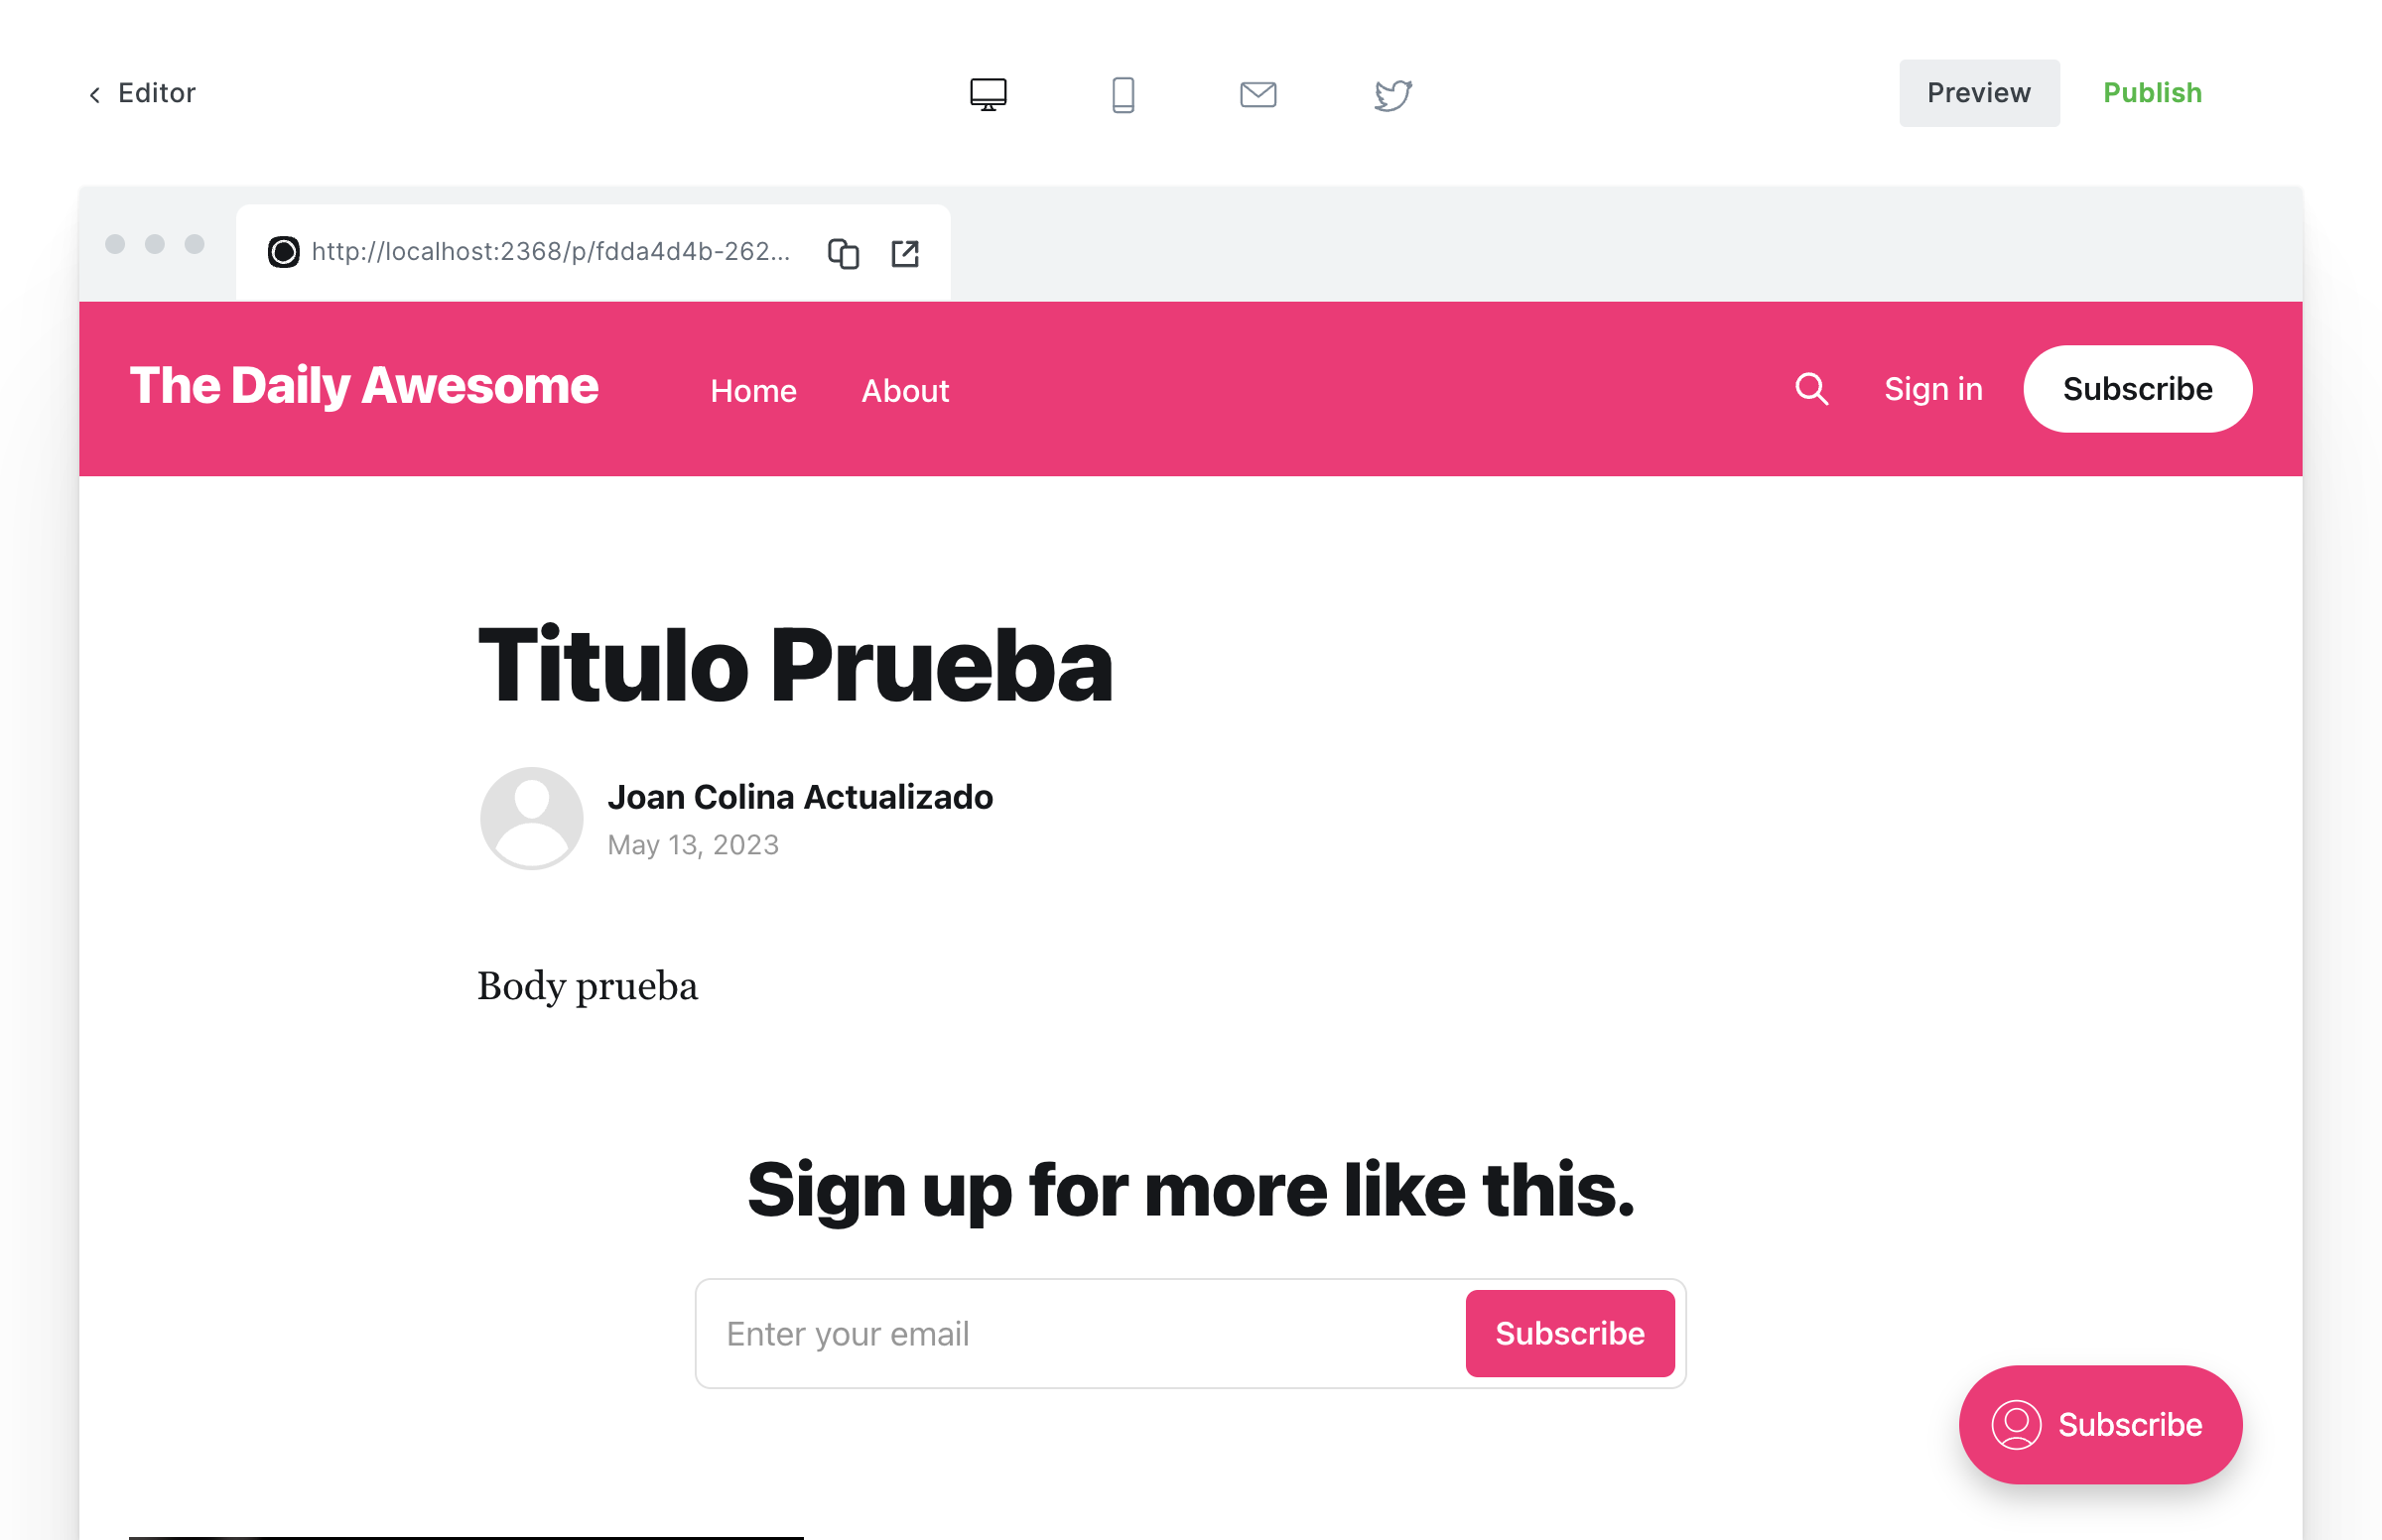 Editor
Preview
Publish
http://localhost:2368/p/fdda4d4b-262...
The Daily Awesome
Home
About
Sign in
Subscribe
Titulo Prueba
Joan Colina Actualizado
May 13, 2023
Body prueba
Sign up for more like this.
Enter your email
Subscribe
Subscribe